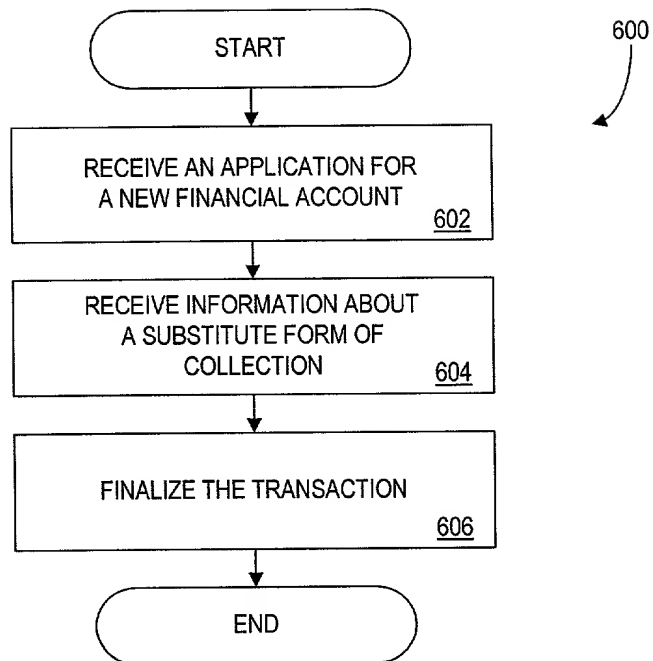 START
600
RECEIVE AN APPLICATION FOR
A NEW FINANCIAL ACCOUNT
602
RECEIVE INFORMATION ABOUT
A SUBSTITUTE FORM OF
COLLECTION
604
FINALIZE THE TRANSACTION
606
END